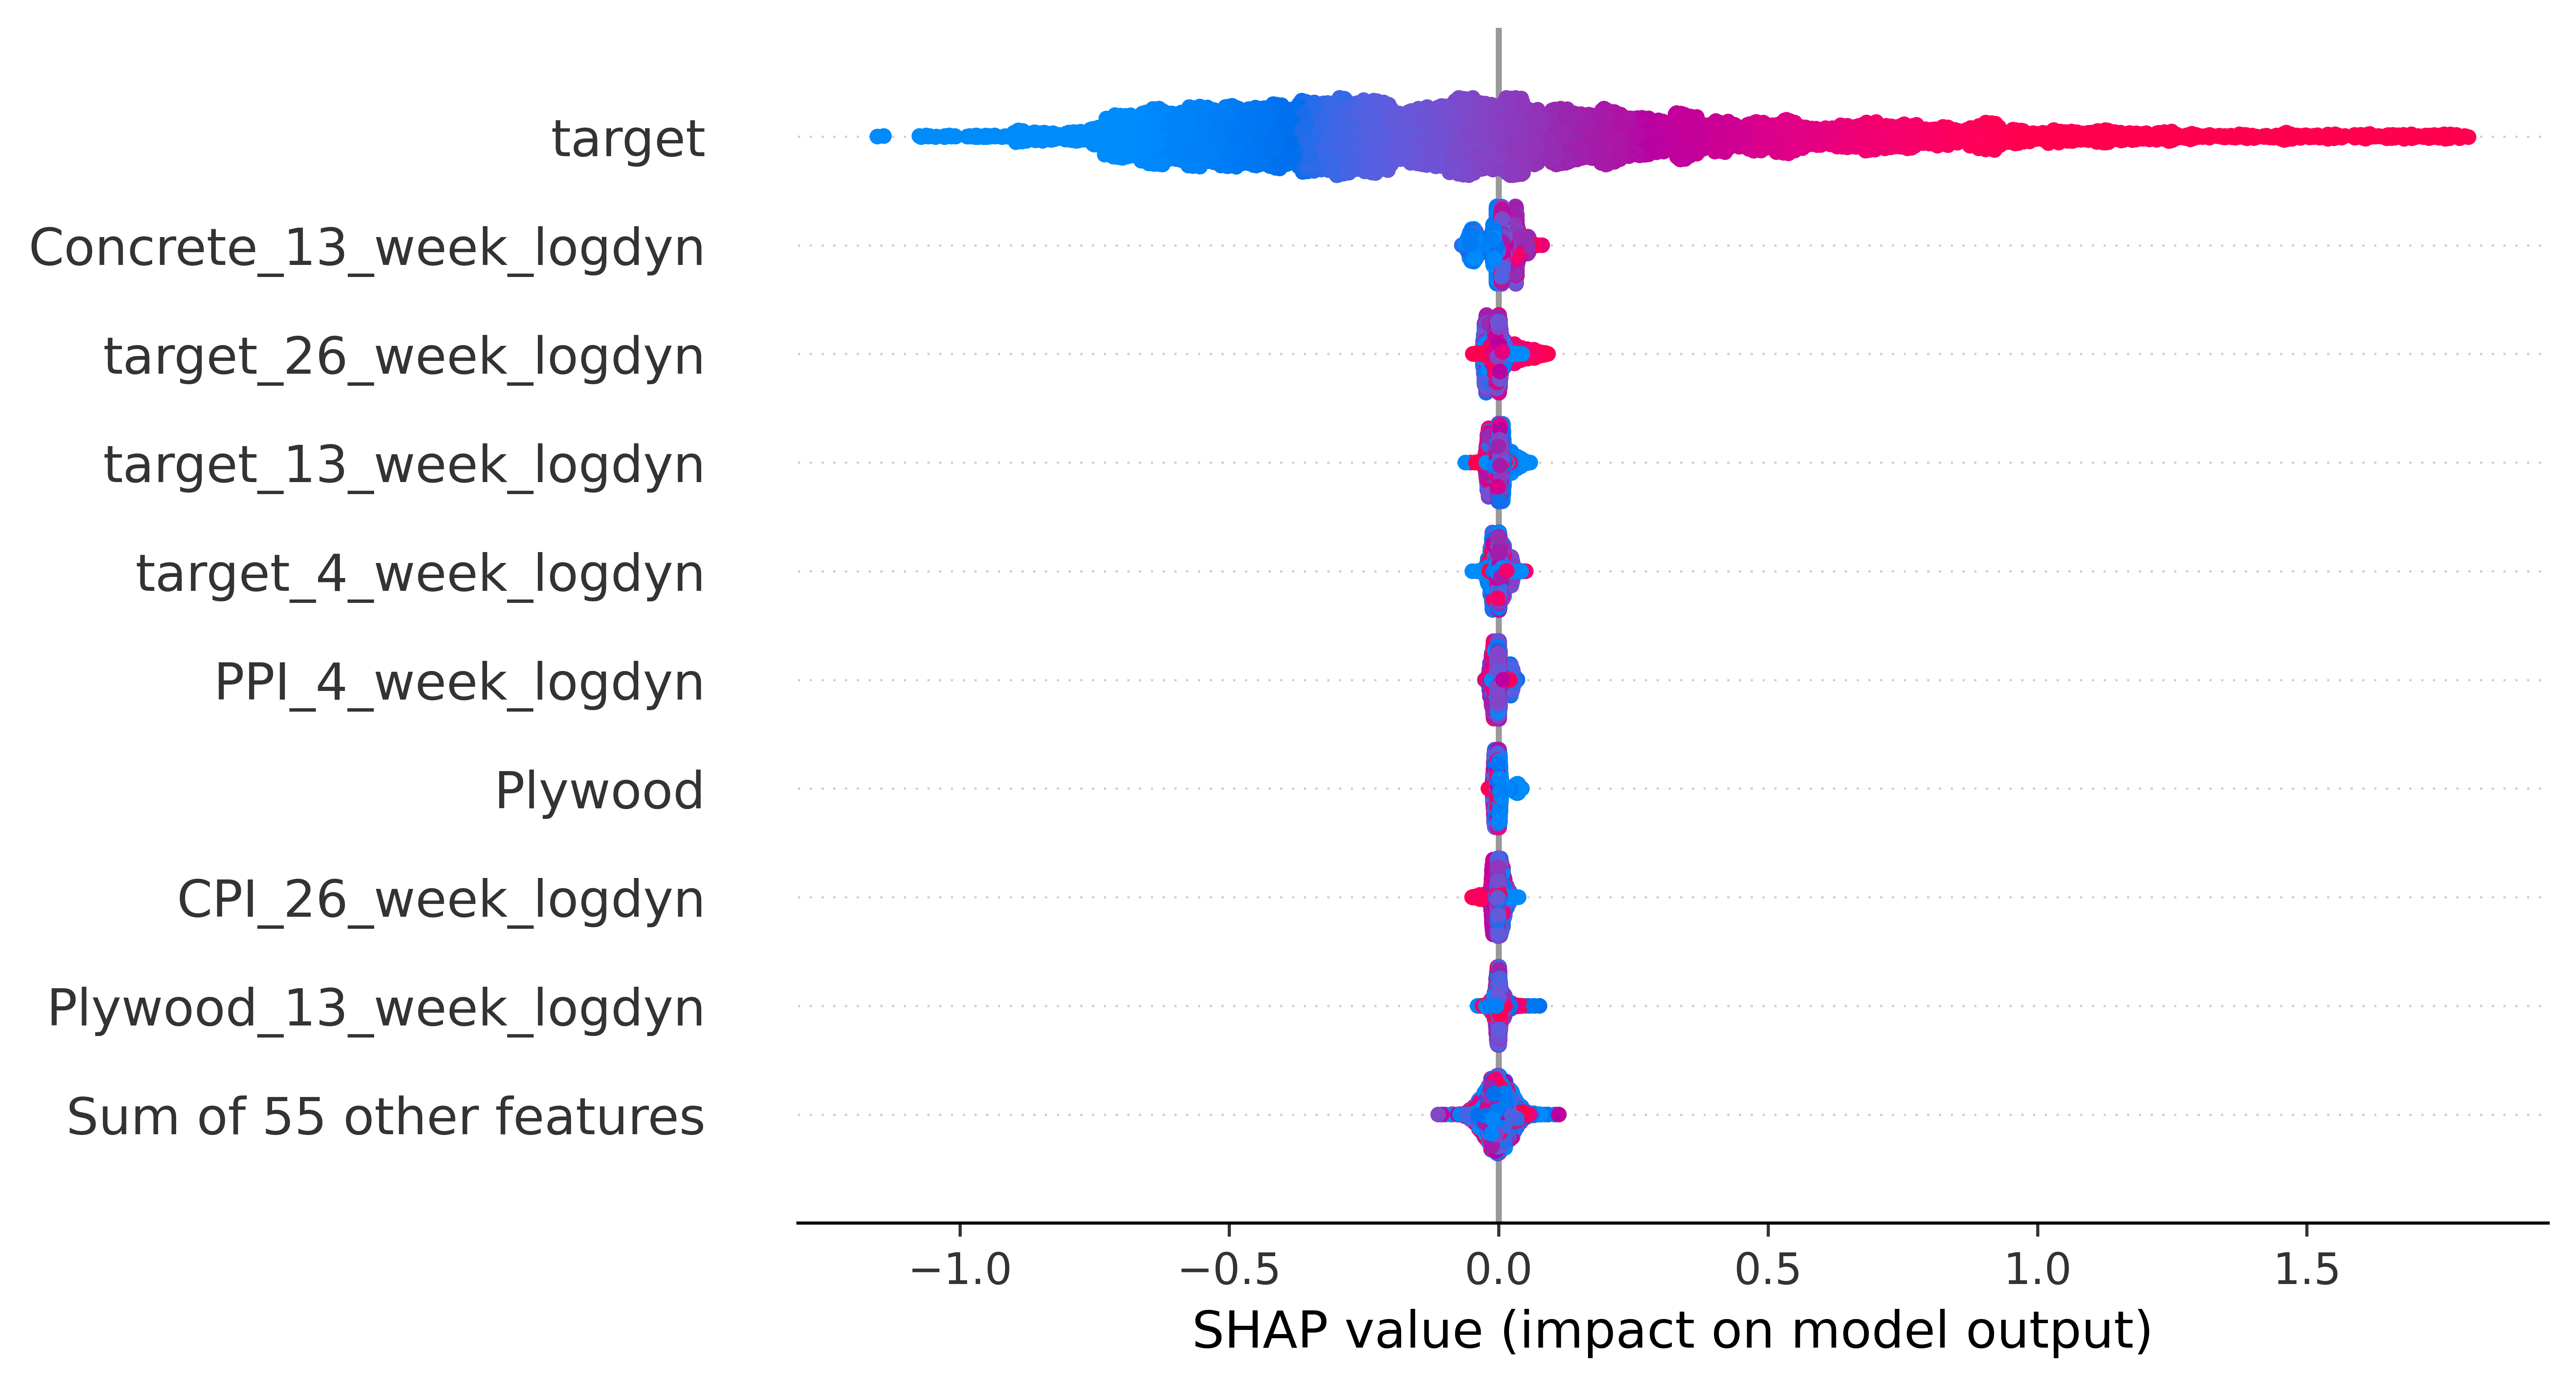 target
Concrete_13_week_logdyn
target_26_week_logdyn
target_13_week_logdyn
target_4_week_logdyn
PPI_4_week_logdyn
Plywood
CPI_26_week_logdyn
Plywood_13_week_logdyn
Sum of 55 other features
−1.0 −0.5 0.0 0.5 1.0 1.5
SHAP value (impact on model output)